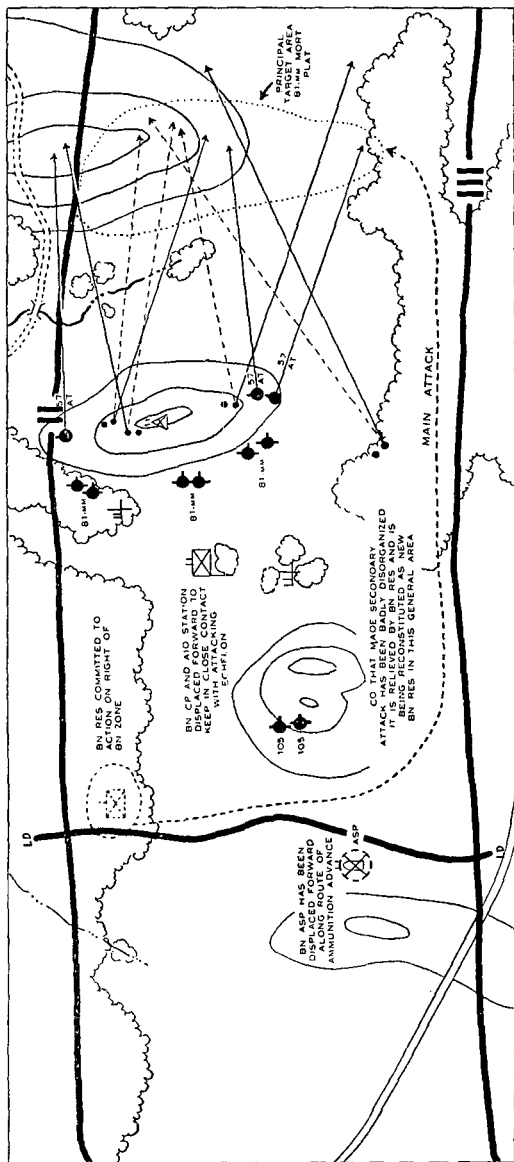 LD
57
AT
81-MM
BN RES COMMITTED TO
ACTION ON RIGHT OF
BN ZONE
81-MM
BN CP AND AID STATION
DISPLACED FORWARD TO
KEEP IN CLOSE CONTACT
WITH ATTACKING
ECHELON
57
AT
57
AT
81-MM
PRINCIPAL
TARGET AREA
81-MM MORT
PLAT
105
105
BN ASP HAS BEEN
DISPLACED FORWARD
ALONG ROUTE OF
AMMUNITION ADVANCE
ASP
CO THAT MADE SECONDARY
ATTACK HAS BEEN BADLY DISORGANIZED
IT IS RELIEVED BY BN RES AND IS
BEING RECONSTITUTED AS NEW
BN RES IN THIS GENERAL AREA
MAIN ATTACK
LD